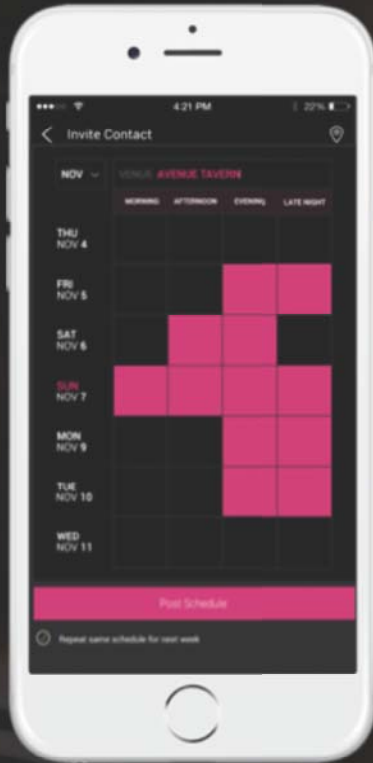 4:21 PM
22%
Invite Contact
NOV
VENUE: AVENUE TAVERN
MORNING AFTERNOON EVENING LATE NIGHT
THU
NOV 4
FRI
NOV 5
SAT
NOV 6
SUN
NOV 7
MON
NOV 9
TUE
NOV 10
WED
NOV 11
Post Schedule
Repeat same schedule for next week